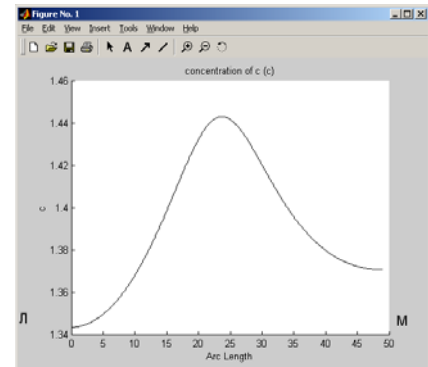 Figure No. 1
File Edit View Insert Tools Window Help
A
concentration of c (c)
1.46
1.44
1.42
1.4
1.38
1.36
1.34
c
Л
М
0 5 10 15 20 25 30 35 40 45 50
Arc Length